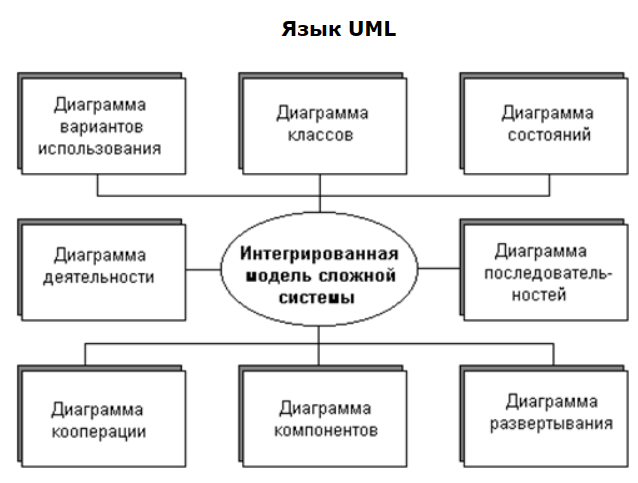 Язык UML
Диаграмма
вариантов
использования
Диаграмма
классов
Диаграмма
состояний
Диаграмма
деятельности
Интегрированная
модель сложной
системы
Диаграмма
последователь-
ностей
Диаграмма
кооперации
Диаграмма
компонентов
Диаграмма
развертывания